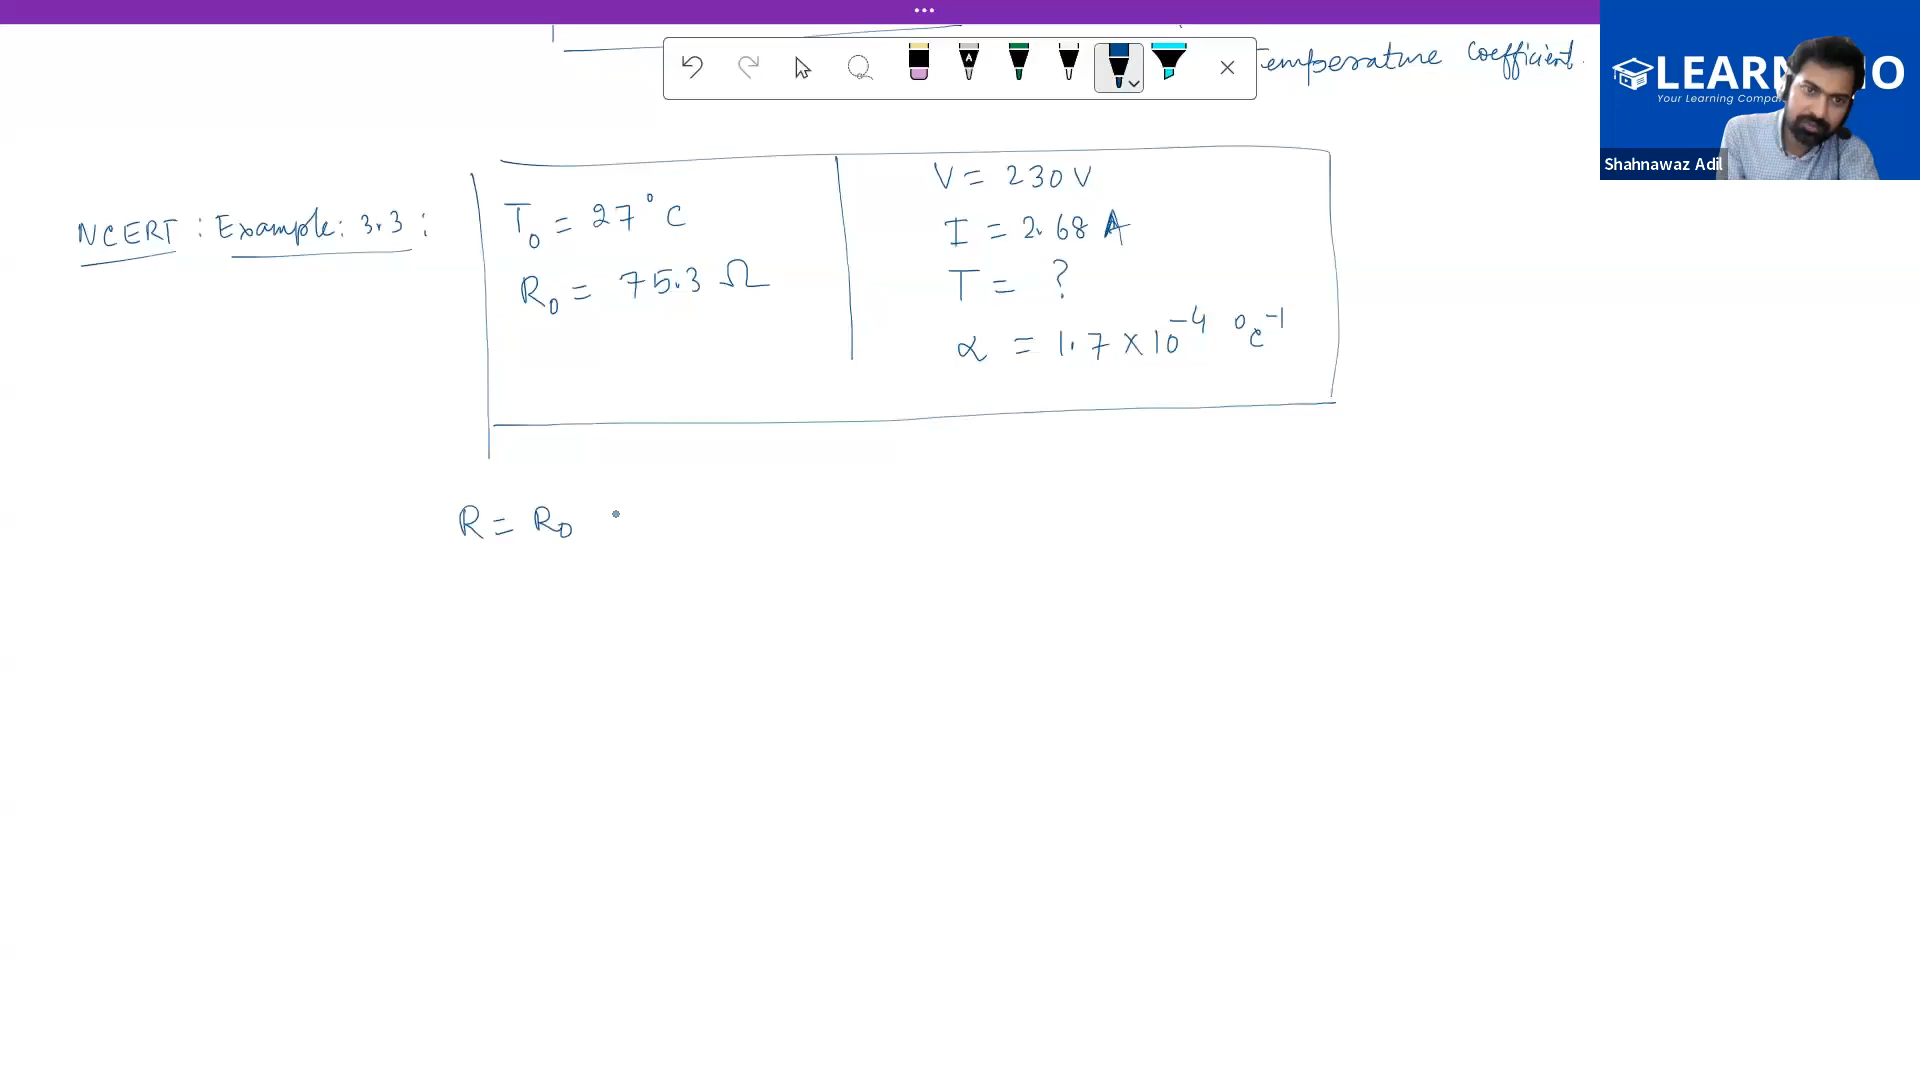 Temperature coefficient.
Your Learning Compa
Shahnawaz Adil
NCERT : Example: 3.3 :
T₀ = 27°C
R₀ = 75.3 Ω
V = 230 V
I = 2.68 A
T = ?
α = 1.7 × 10⁻⁴ °C⁻¹
R = R₀